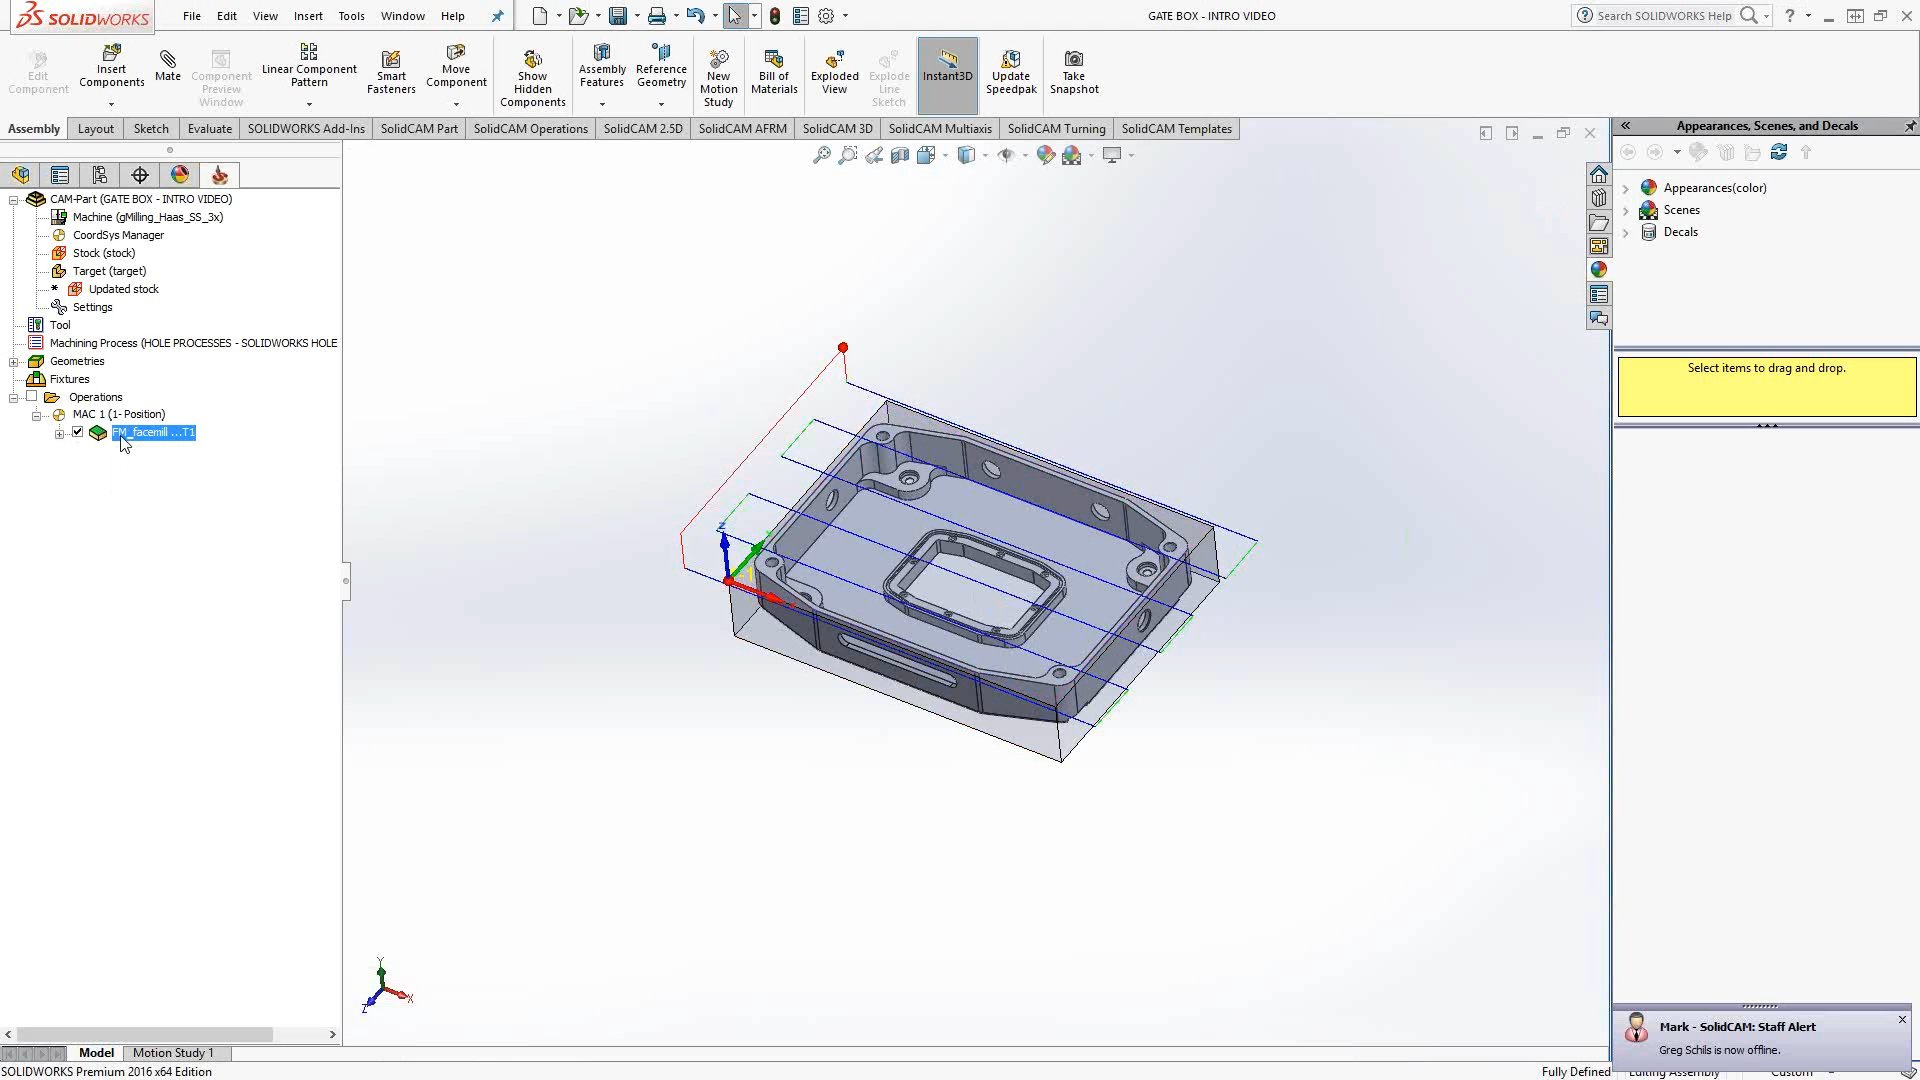 SOLIDWORKS
File Edit View Insert Tools Window Help
GATE BOX - INTRO VIDEO
Search SOLIDWORKS Help
Edit Component
Insert Components
Mate
Component Preview Window
Linear Component Pattern
Smart Fasteners
Move Component
Show Hidden Components
Assembly Features
Reference Geometry
New Motion Study
Bill of Materials
Exploded View
Explode Line Sketch
Instant3D
Update Speedpak
Take Snapshot
Assembly Layout Sketch Evaluate SOLIDWORKS Add-Ins SolidCAM Part SolidCAM Operations SolidCAM 2.5D SolidCAM AFRM SolidCAM 3D SolidCAM Multiaxis SolidCAM Turning SolidCAM Templates
Appearances, Scenes, and Decals
CAM-Part (GATE BOX - INTRO VIDEO)
Machine (gMilling_Haas_SS_3x)
CoordSys Manager
Stock (stock)
Target (target)
* Updated stock
Settings
Tool
Machining Process (HOLE PROCESSES - SOLIDWORKS HOLE
Geometries
Fixtures
Operations
MAC 1 (1- Position)
FM_facemill ...T1
Appearances(color)
Scenes
Decals
Select items to drag and drop.
Z
Y
X
Z
Mark - SolidCAM: Staff Alert
Greg Schils is now offline.
Model Motion Study 1
SOLIDWORKS Premium 2016 x64 Edition
Fully Defined Editing Assembly Custom